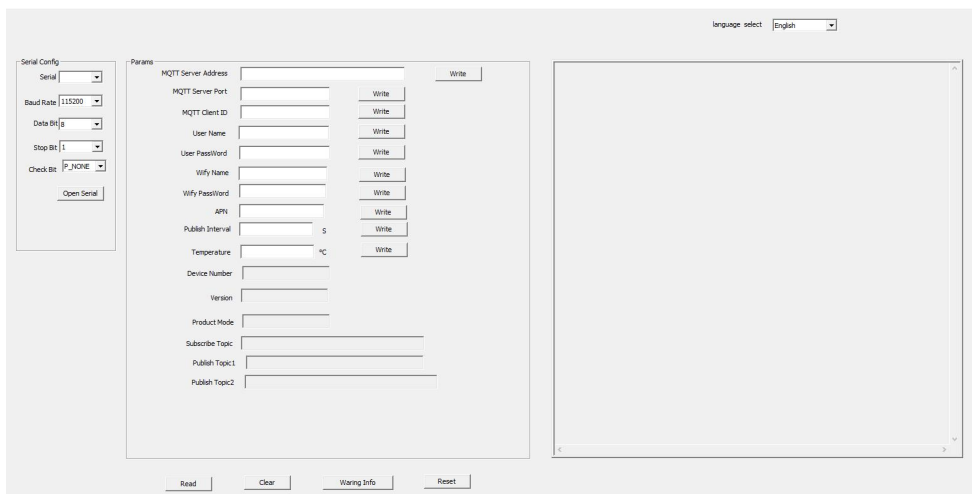 language select English
Serial Config
Serial
Baud Rate 115200
Data Bit 8
Stop Bit 1
Check Bit P_NONE
Open Serial
Params
MQTT Server Address Write
MQTT Server Port Write
MQTT Client ID Write
User Name Write
User PassWord Write
Wify Name Write
Wify PassWord Write
APN Write
Publish Interval S Write
Temperature ºC Write
Device Number
Version
Product Mode
Subscribe Topic
Publish Topic1
Publish Topic2
Read Clear Waring Info Reset